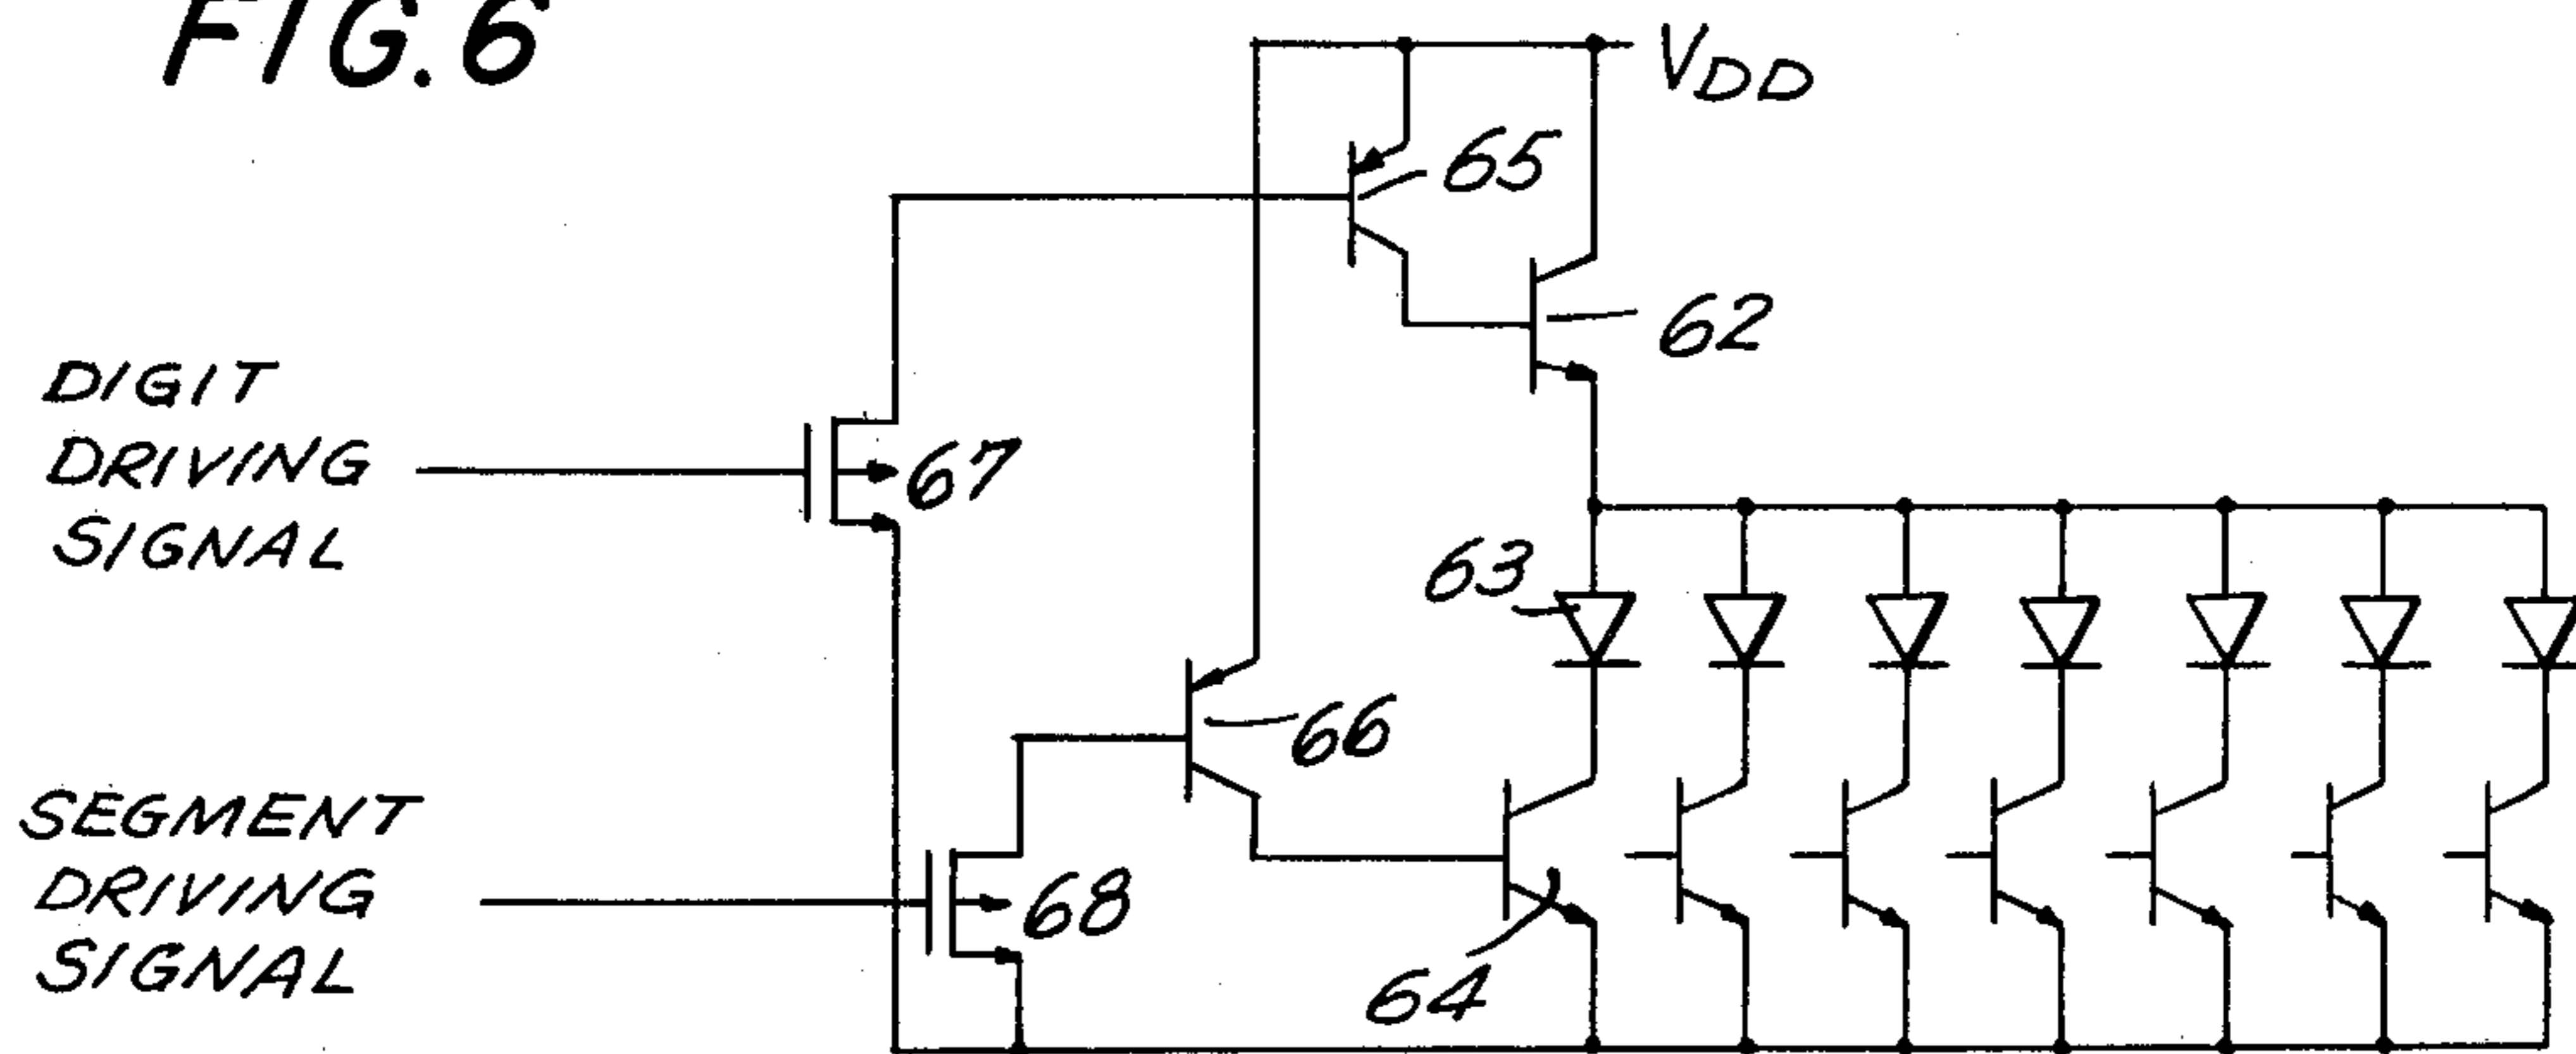 FIG. 6
VDD
65
62
DIGIT
DRIVING
SIGNAL
67
63
66
SEGMENT
DRIVING
SIGNAL
68
64